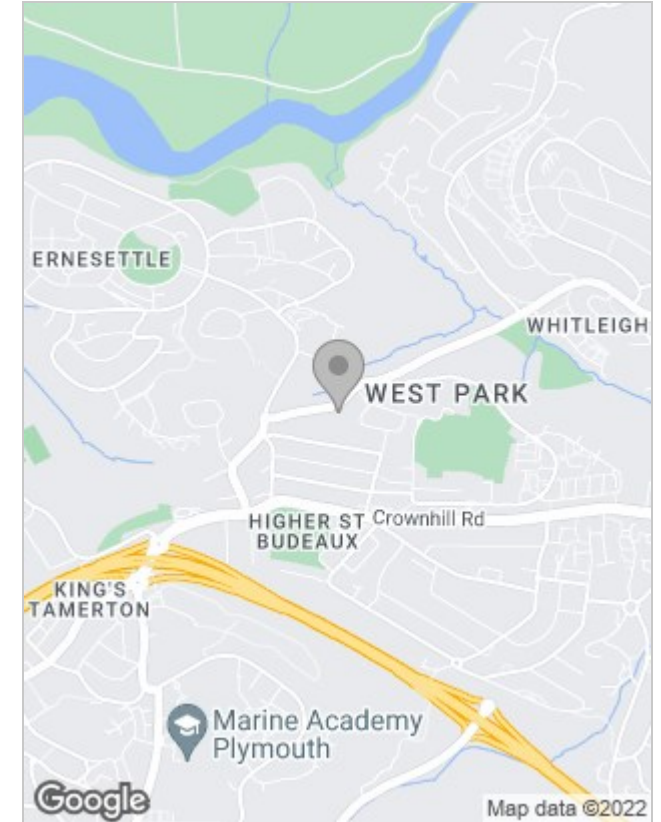 ERNESETTLE
WHITLEIGH
WEST PARK
HIGHER ST
BUDEAUX
Crownhill Rd
KING'S
TAMERTON
Marine Academy
Plymouth
Google
Map data ©2022